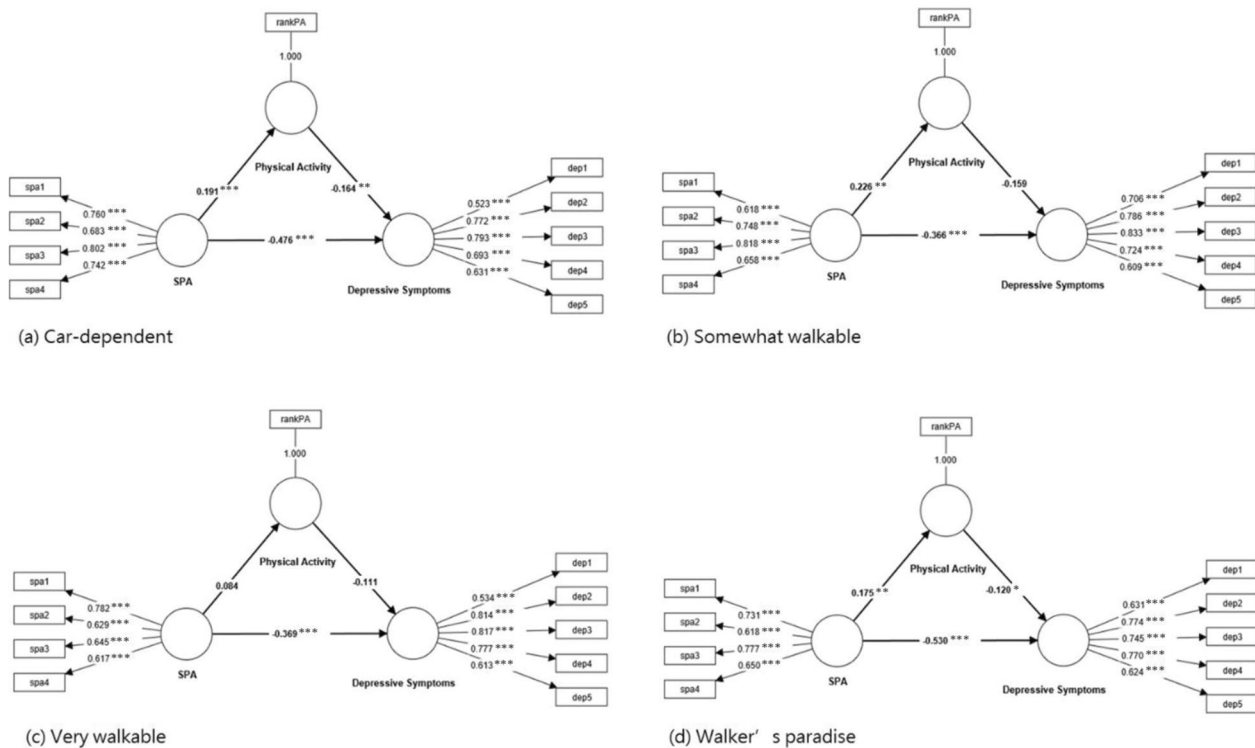 rankPA
1.000
Physical Activity
0.191 ***
-0.164 **
spa1
spa2
spa3
spa4
0.760 ***
0.683 ***
0.802 ***
0.742 ***
-0.476 ***
SPA
Depressive Symptoms
0.523 ***
0.772 ***
0.793 ***
0.693 ***
0.631 ***
dep1
dep2
dep3
dep4
dep5
(a) Car-dependent
rankPA
1.000
Physical Activity
0.226 **
-0.159
spa1
spa2
spa3
spa4
0.618 ***
0.748 ***
0.818 ***
0.658 ***
-0.366 ***
SPA
Depressive Symptoms
0.706 ***
0.786 ***
0.833 ***
0.724 ***
0.609 ***
dep1
dep2
dep3
dep4
dep5
(b) Somewhat walkable
rankPA
1.000
Physical Activity
0.084
-0.111
spa1
spa2
spa3
spa4
0.782 ***
0.629 ***
0.645 ***
0.617 ***
-0.369 ***
SPA
Depressive Symptoms
0.534 ***
0.814 ***
0.817 ***
0.777 ***
0.613 ***
dep1
dep2
dep3
dep4
dep5
(c) Very walkable
rankPA
1.000
Physical Activity
0.175 **
-0.120 *
spa1
spa2
spa3
spa4
0.731 ***
0.618 ***
0.777 ***
0.650 ***
-0.530 ***
SPA
Depressive Symptoms
0.631 ***
0.774 ***
0.745 ***
0.770 ***
0.624 ***
dep1
dep2
dep3
dep4
dep5
(d) Walker's paradise